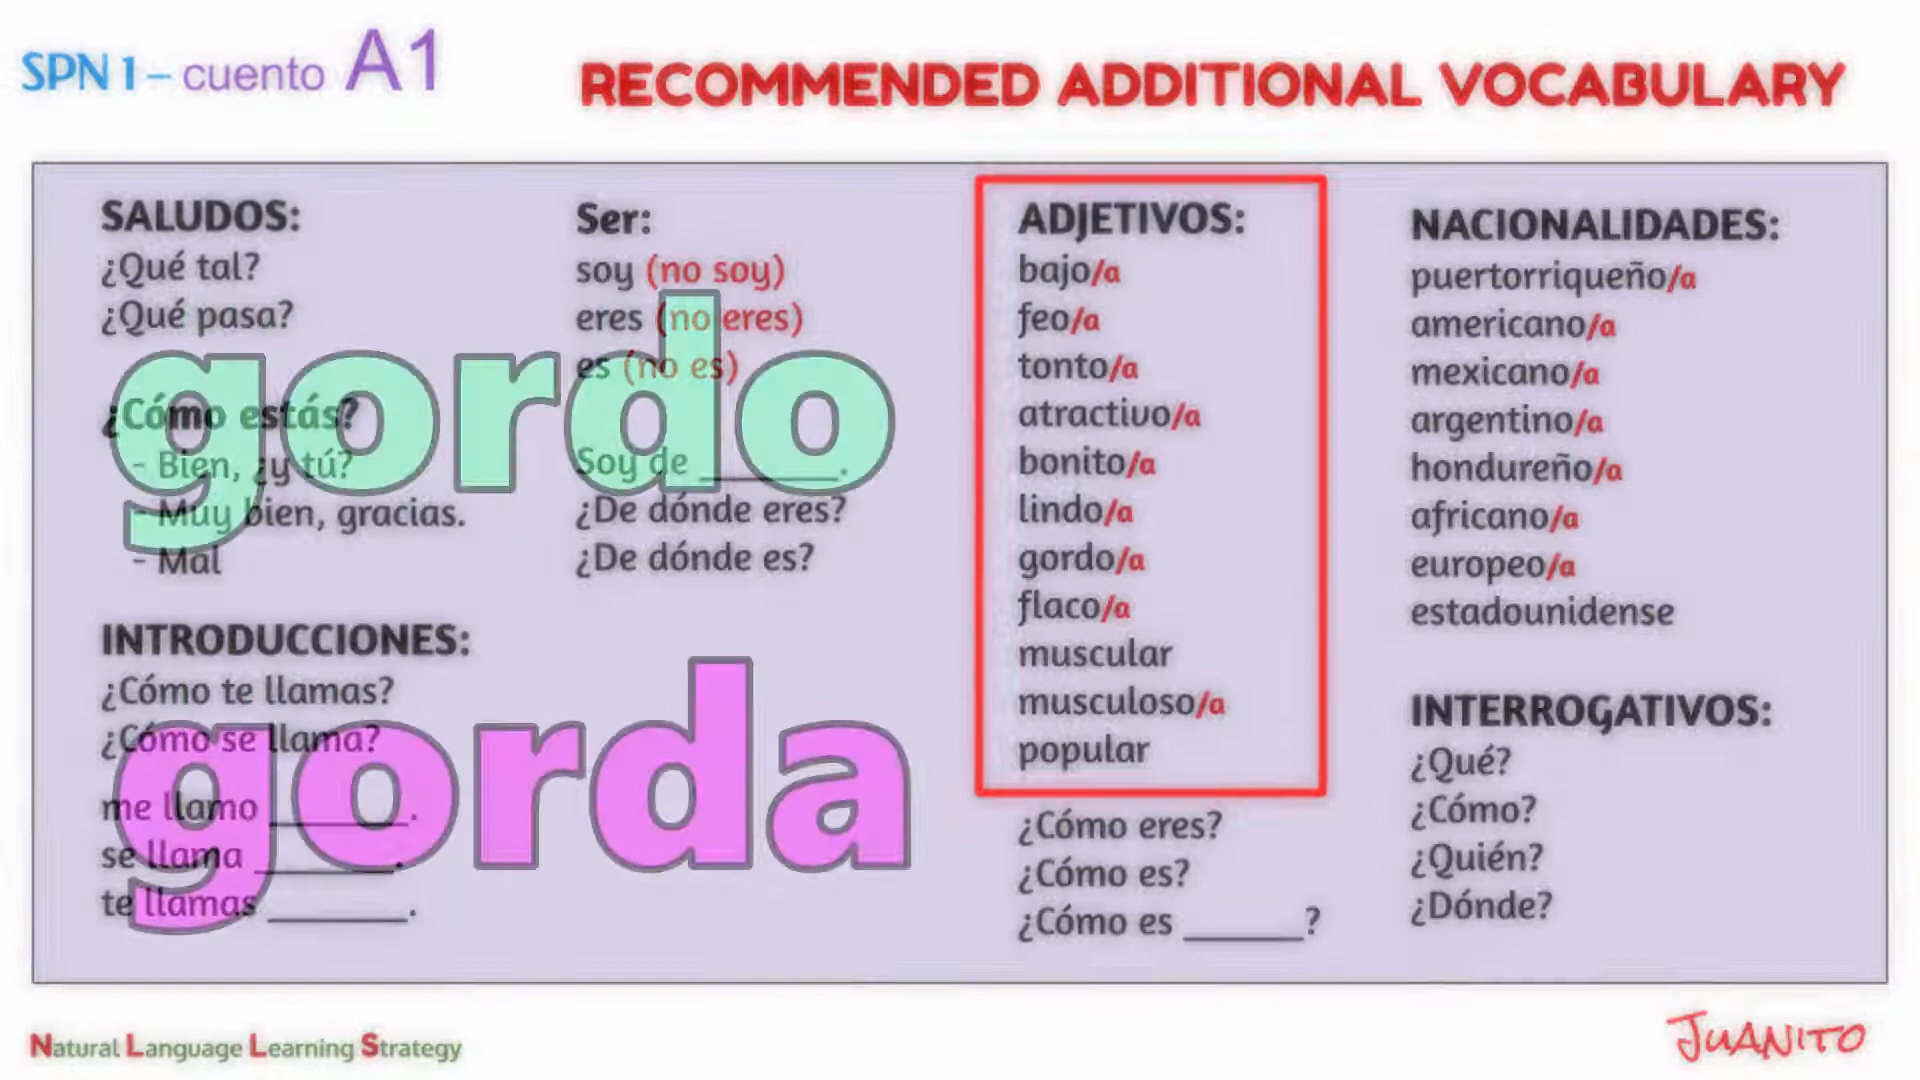 SPN 1 – cuento A1
RECOMMENDED ADDITIONAL VOCABULARY
SALUDOS:
¿Qué tal?
¿Qué pasa?
¿Cómo estás?
- Bien, ¿y tú?
- Muy bien, gracias.
- Mal
INTRODUCCIONES:
¿Cómo te llamas?
¿Cómo se llama?
me llamo ______.
se llama ______.
te llamas ______.
gordo
gorda
Ser:
soy (no soy)
eres (no eres)
es (no es)
Soy de ______.
¿De dónde eres?
¿De dónde es?
ADJETIVOS:
bajo/a
feo/a
tonto/a
atractivo/a
bonito/a
lindo/a
gordo/a
flaco/a
muscular
musculoso/a
popular
¿Cómo eres?
¿Cómo es?
¿Cómo es ______?
NACIONALIDADES:
puertorriqueño/a
americano/a
mexicano/a
argentino/a
hondureño/a
africano/a
europeo/a
estadounidense
INTERROGATIVOS:
¿Qué?
¿Cómo?
¿Quién?
¿Dónde?
Natural Language Learning Strategy
JUANITO